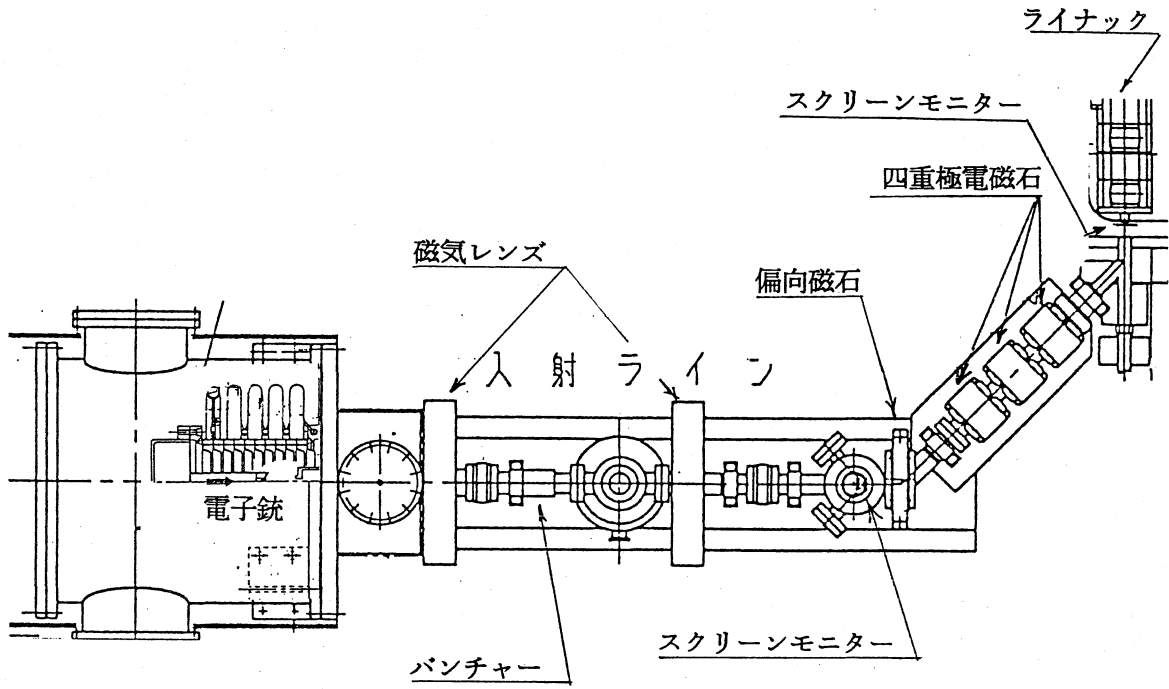 ライナック
スクリーンモニター
四重極電磁石
磁気レンズ
偏向磁石
入射ライン
電子銃
スクリーンモニター
バンチャー